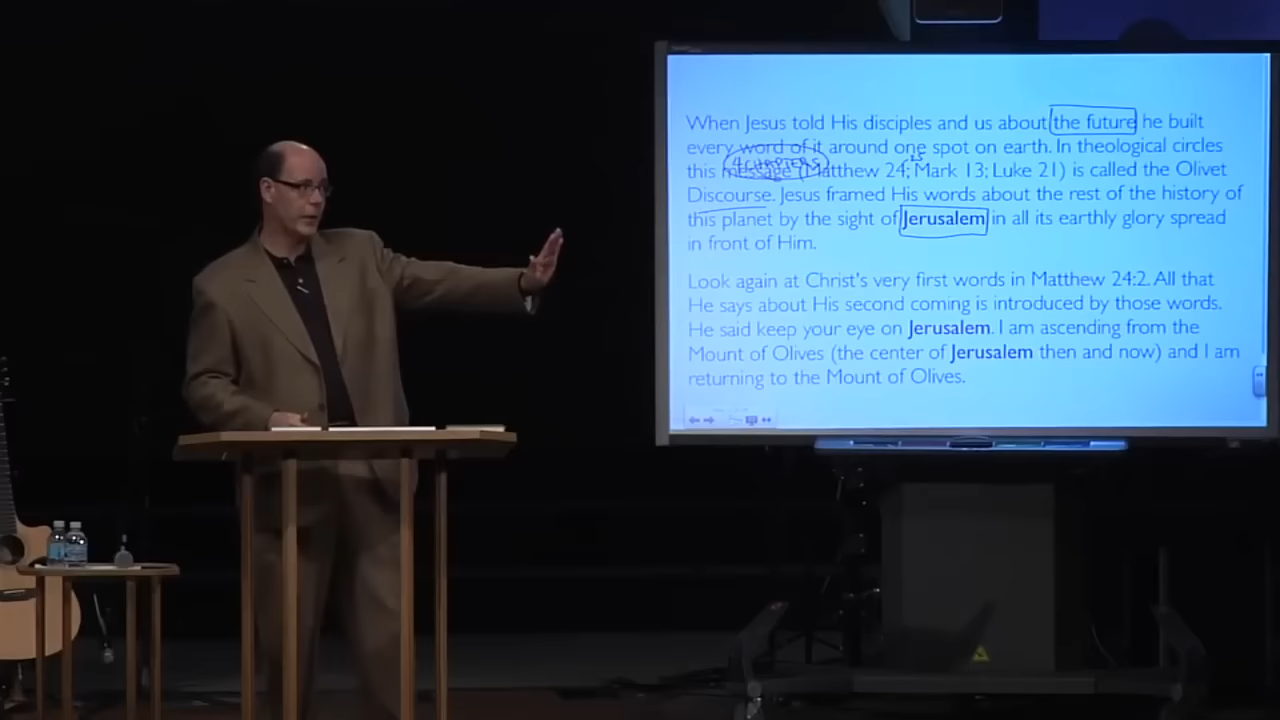 When Jesus told His disciples and us about the future he built
every word of it around one spot on earth. In theological circles
4 CHAPTERS
this message (Matthew 24; Mark 13; Luke 21) is called the Olivet
Discourse. Jesus framed His words about the rest of the history of
this planet by the sight of Jerusalem in all its earthly glory spread
in front of Him.
Look again at Christ's very first words in Matthew 24:2. All that
He says about His second coming is introduced by those words.
He said keep your eye on Jerusalem. I am ascending from the
Mount of Olives (the center of Jerusalem then and now) and I am
returning to the Mount of Olives.